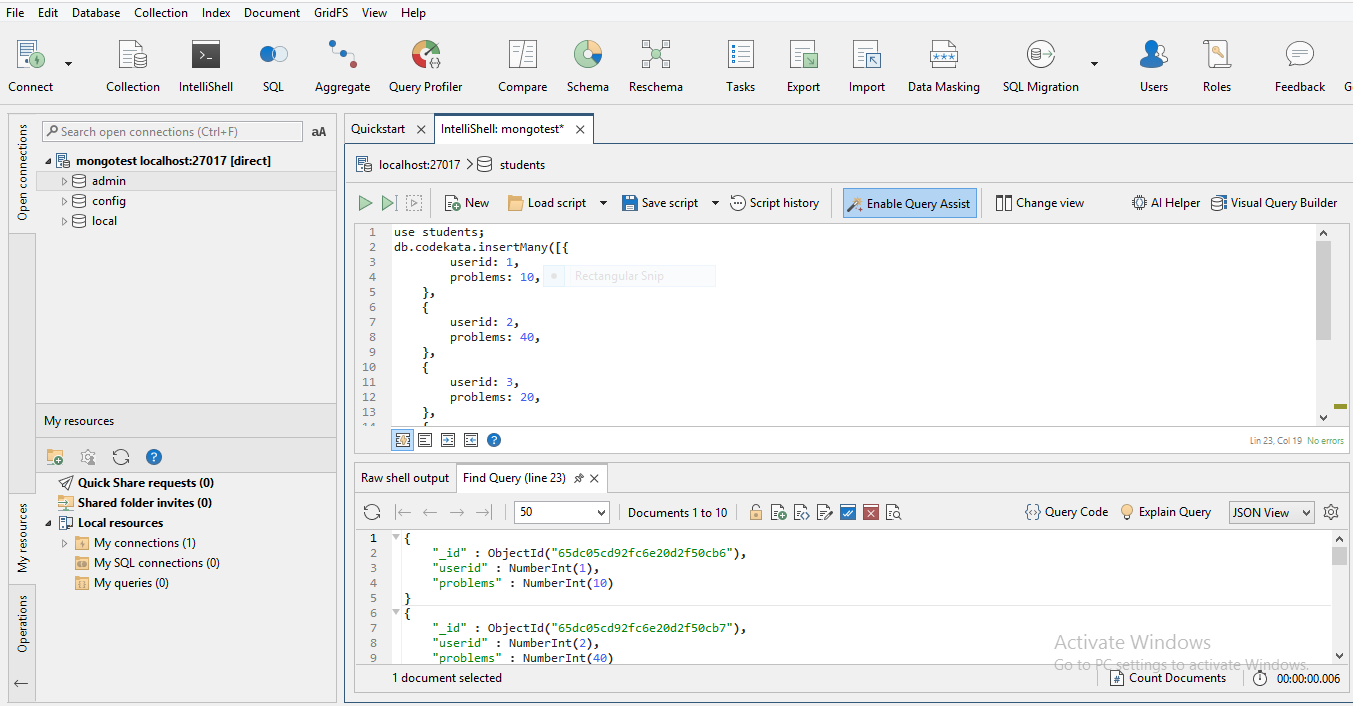 File Edit Database Collection Index Document GridFS View Help
Connect Collection IntelliShell SQL Aggregate Query Profiler Compare Schema Reschema Tasks Export Import Data Masking SQL Migration Users Roles Feedback
Open connections
Search open connections (Ctrl+F) aA
mongotest localhost:27017 [direct]
admin
config
local
My resources
My resources
Quick Share requests (0)
Shared folder invites (0)
Local resources
My connections (1)
My SQL connections (0)
My queries (0)
Operations
Quickstart IntelliShell: mongotest*
localhost:27017 students
New Load script Save script Script history Enable Query Assist Change view AI Helper Visual Query Builder
1 use students;
2 db.codekata.insertMany([{
3 userid: 1,
4 problems: 10,
Rectangular Snip
5 },
6 {
7 userid: 2,
8 problems: 40,
9 },
10 {
11 userid: 3,
12 problems: 20,
13 },
14 {
Lin 23, Col 19 No errors
Raw shell output Find Query (line 23)
50 Documents 1 to 10 Query Code Explain Query JSON View
1 {
2 "_id" : ObjectId("65dc05cd92fc6e20d2f50cb6"),
3 "userid" : NumberInt(1),
4 "problems" : NumberInt(10)
5 }
6 {
7 "_id" : ObjectId("65dc05cd92fc6e20d2f50cb7"),
8 "userid" : NumberInt(2),
9 "problems" : NumberInt(40)
Activate Windows
Go to PC settings to activate Windows.
1 document selected Count Documents 00:00:00.006